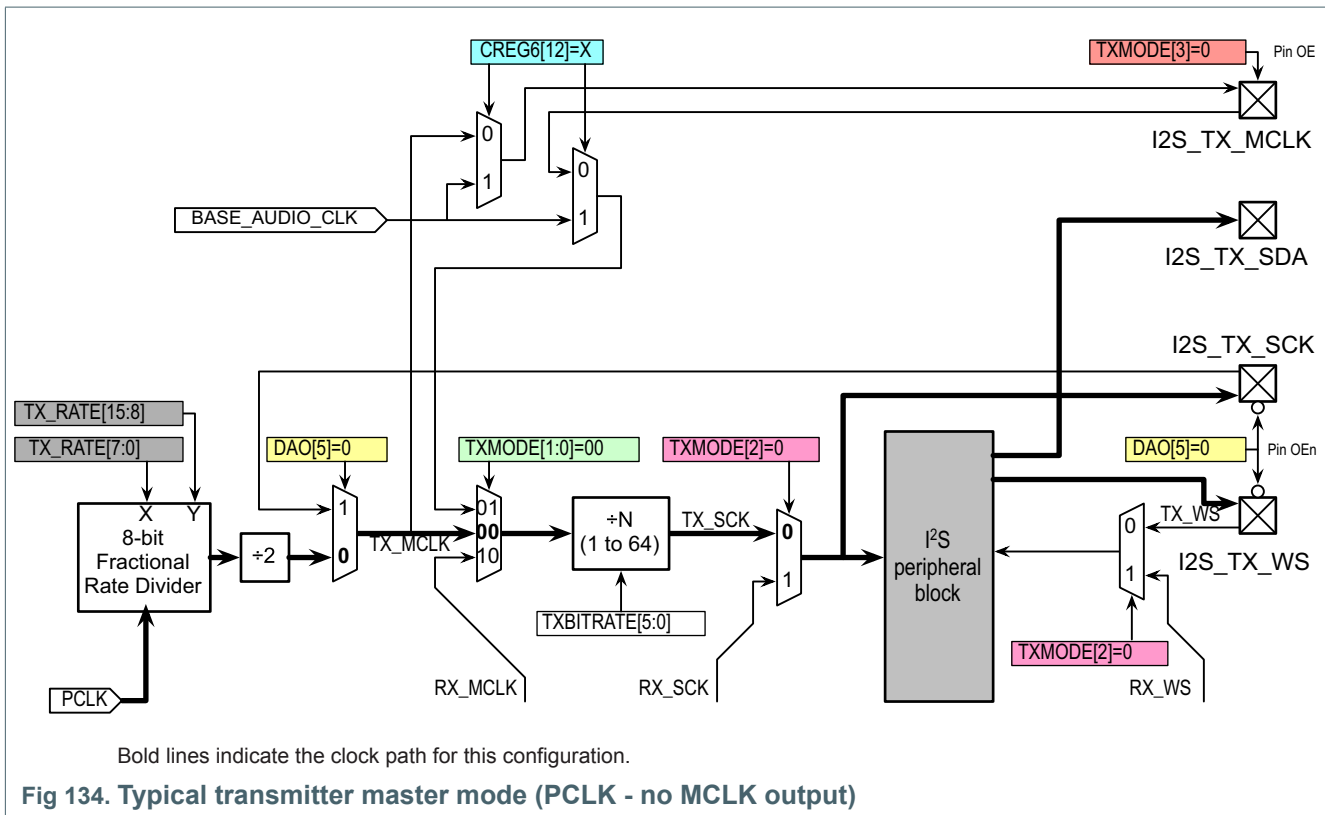 CREG6[12]=X
TXMODE[3]=0
Pin OE
0
1
0
1
I2S_TX_MCLK
BASE_AUDIO_CLK
I2S_TX_SDA
I2S_TX_SCK
TX_RATE[15:8]
TX_RATE[7:0]
DAO[5]=0
TXMODE[1:0]=00
TXMODE[2]=0
DAO[5]=0
Pin OEn
X Y
8-bit
Fractional
Rate Divider
÷2
1
0
TX_MCLK
01
00
10
÷N
(1 to 64)
TX_SCK
0
1
I²S
peripheral
block
TX_WS
0
1
I2S_TX_WS
TXBITRATE[5:0]
TXMODE[2]=0
PCLK
RX_MCLK
RX_SCK
RX_WS
Bold lines indicate the clock path for this configuration.
Fig 134. Typical transmitter master mode (PCLK - no MCLK output)